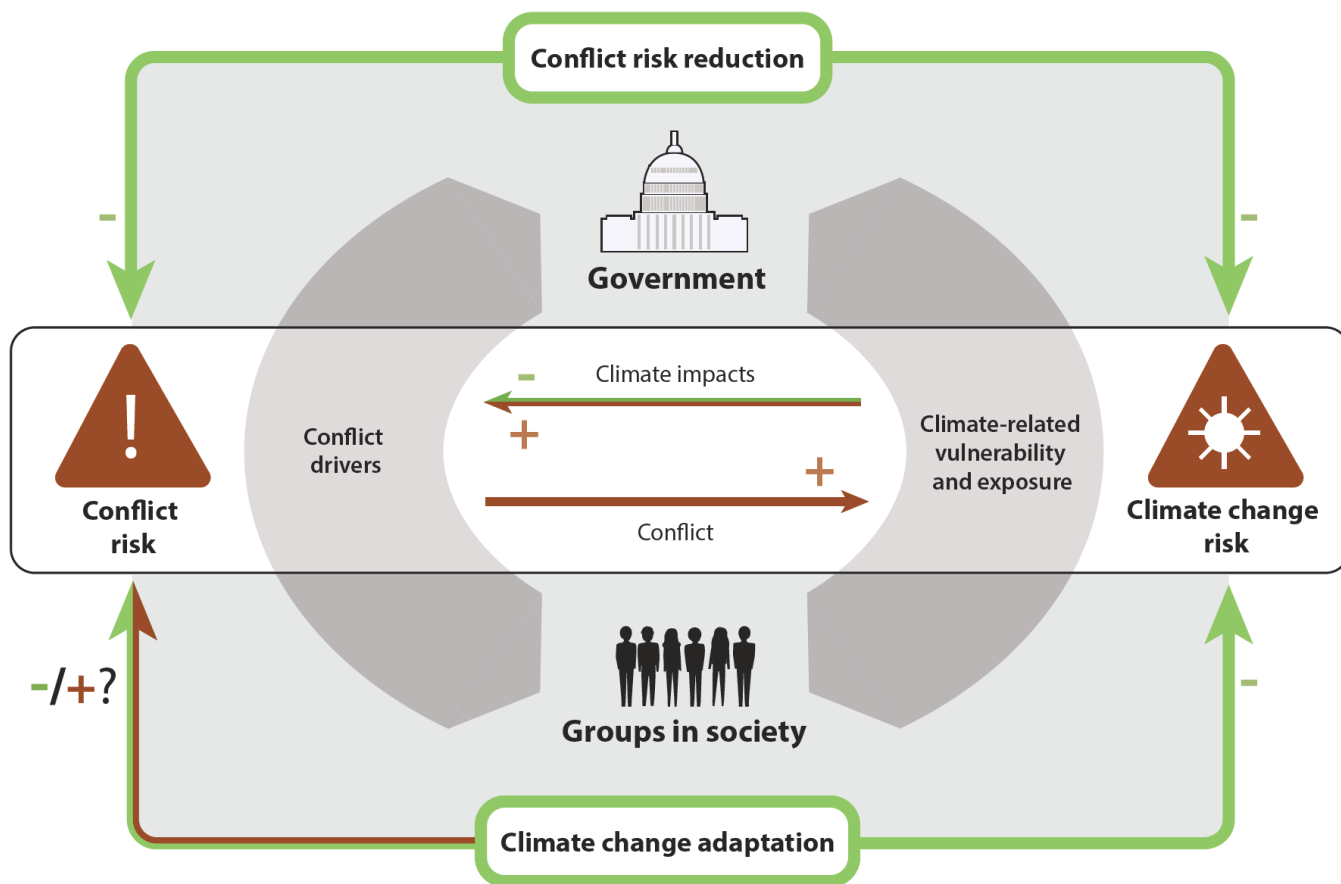 Conflict risk reduction
-
-
Government
-
Climate impacts
+
+
Conflict
Conflict
drivers
Climate-related
vulnerability
and exposure
!
Conflict
risk
Climate change
risk
-/+?
-
Groups in society
Climate change adaptation